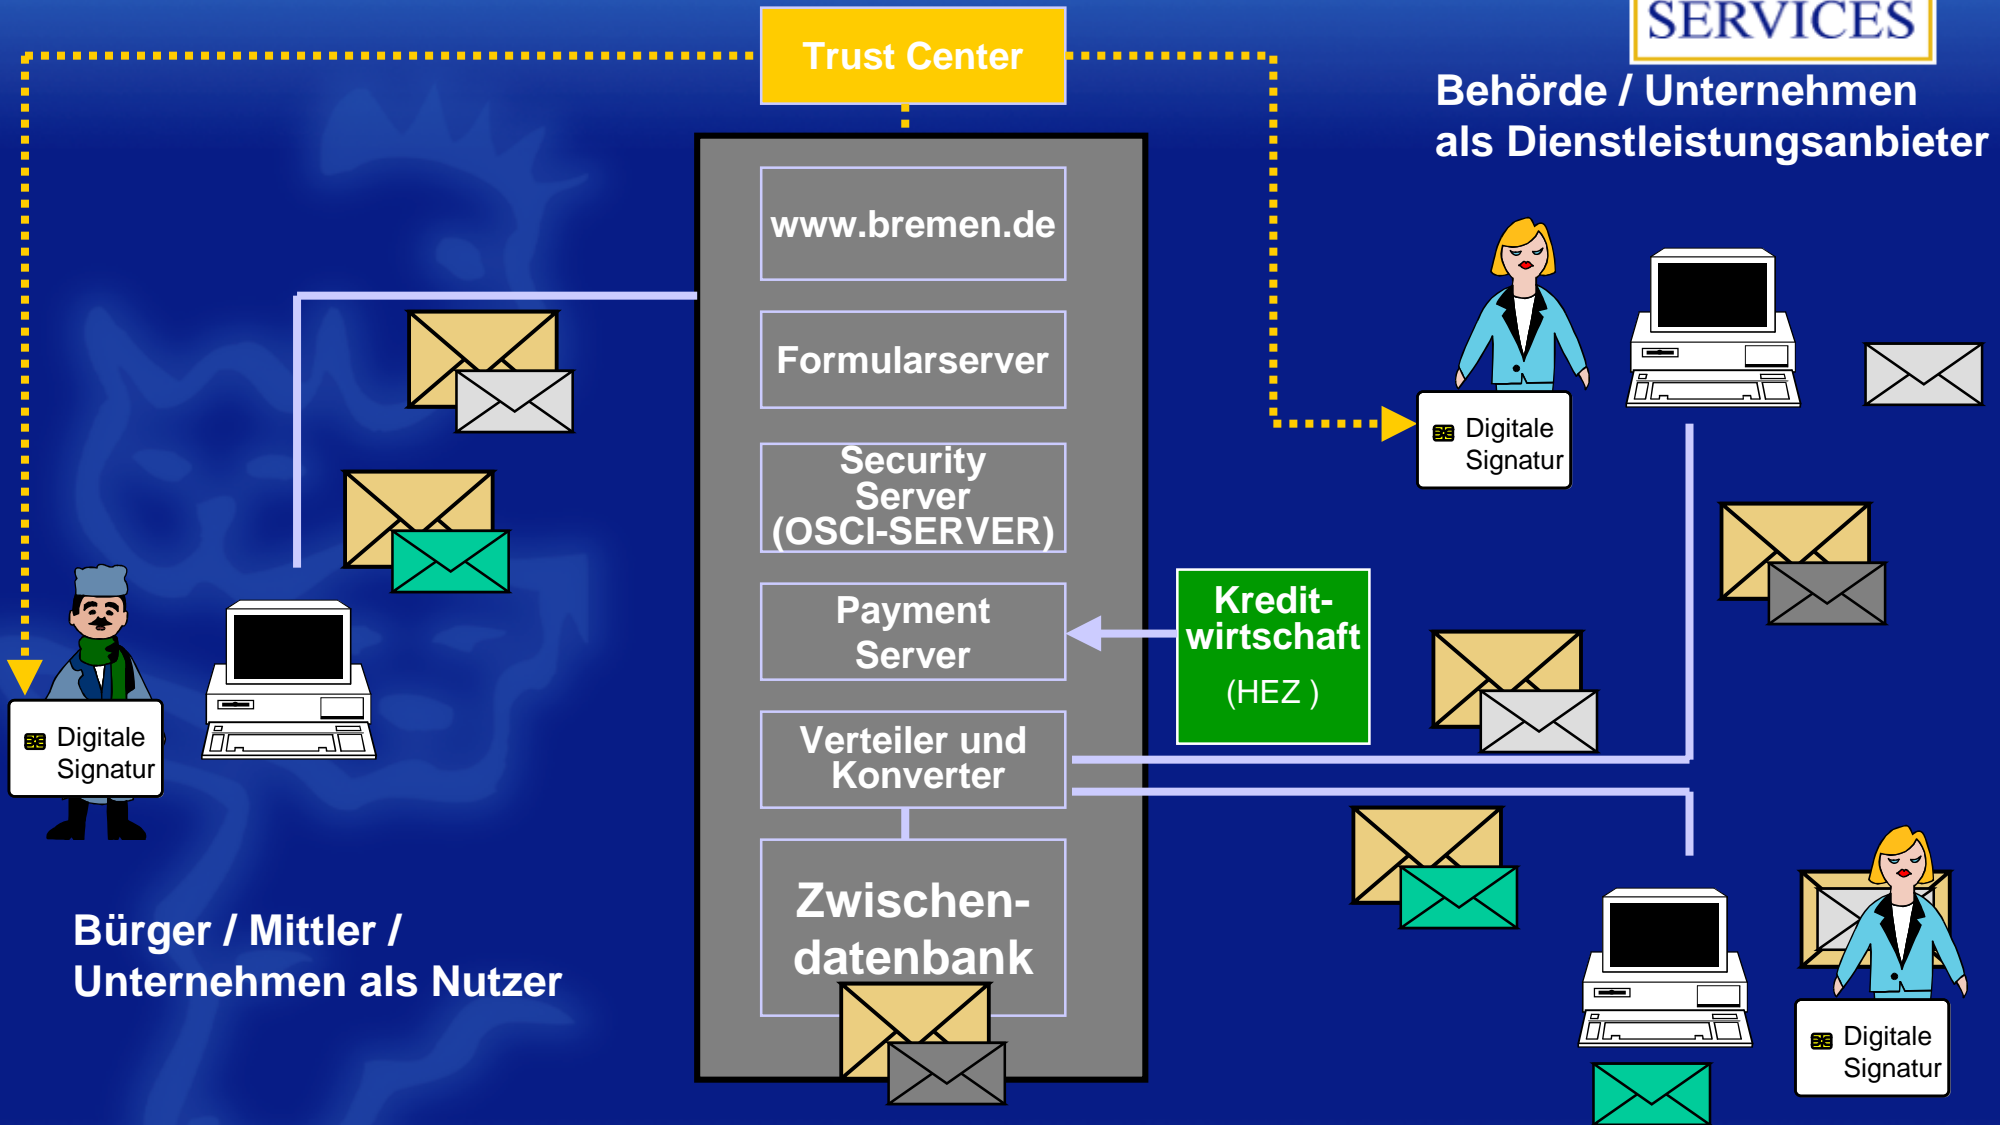 SERVICES
Trust Center
Behörde / Unternehmen
als Dienstleistungsanbieter
www.bremen.de
Formularserver
Security
Server
(OSCI-SERVER)
Payment
Server
Kredit-
wirtschaft
(HEZ )
Verteiler und
Konverter
Zwischen-
datenbank
Digitale
Signatur
Digitale
Signatur
Bürger / Mittler /
Unternehmen als Nutzer
Digitale
Signatur